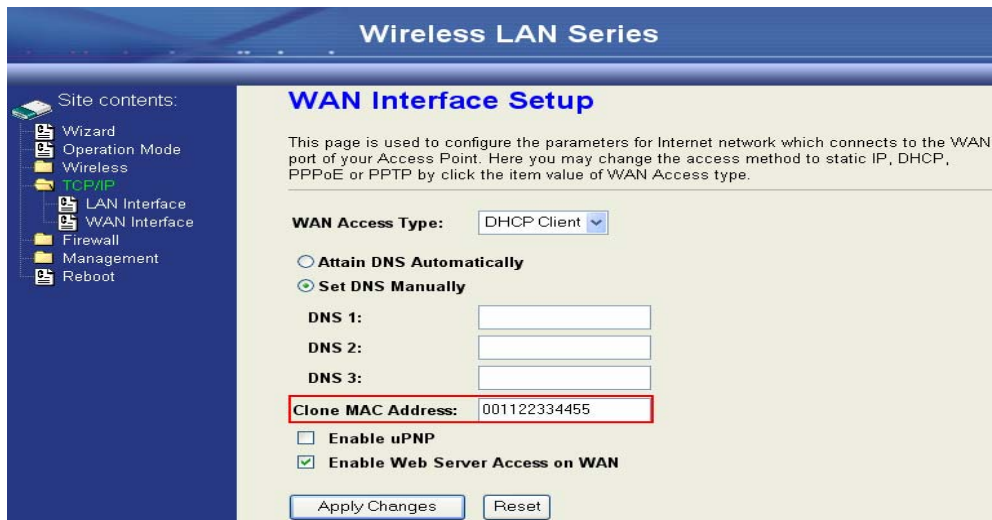 Wireless LAN Series
Site contents:
Wizard
Operation Mode
Wireless
TCP/IP
LAN Interface
WAN Interface
Firewall
Management
Reboot
WAN Interface Setup
This page is used to configure the parameters for Internet network which connects to the WAN
port of your Access Point. Here you may change the access method to static IP, DHCP,
PPPoE or PPTP by click the item value of WAN Access type.
WAN Access Type: DHCP Client
Attain DNS Automatically
Set DNS Manually
DNS 1:
DNS 2:
DNS 3:
Clone MAC Address: 001122334455
Enable uPNP
Enable Web Server Access on WAN
Apply Changes Reset